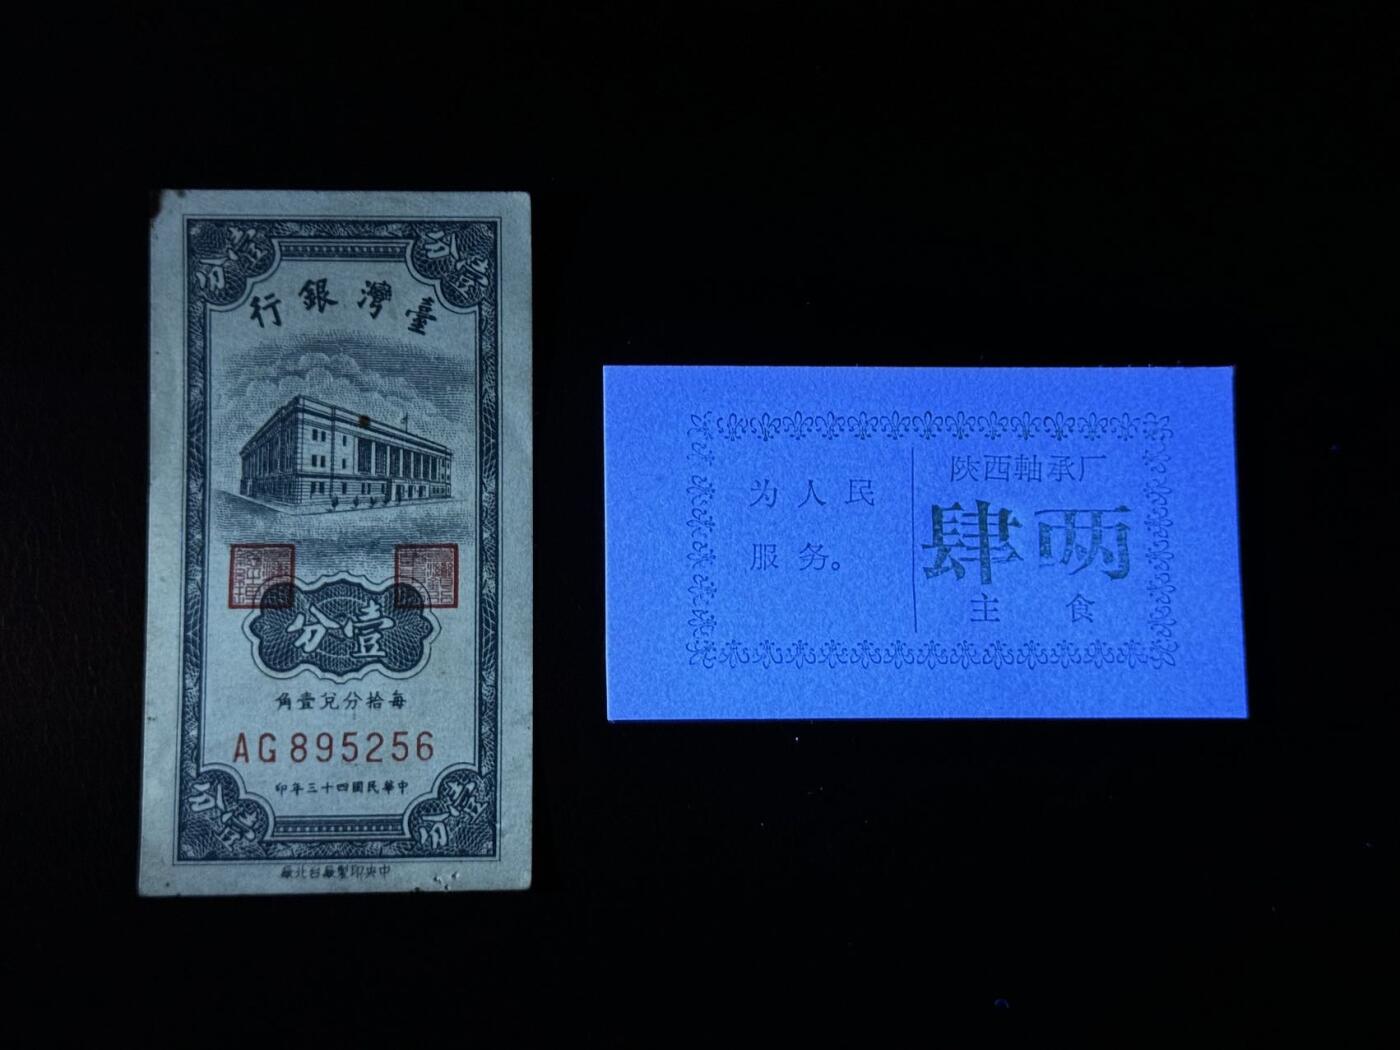 壹分
壹分
臺灣銀行
壹分
每拾分兌壹角
AG895256
中華民國四十三年印
壹分
壹分
中央印製廠台北廠
为人民
服务。
陕西軸承厂
肆两
主食